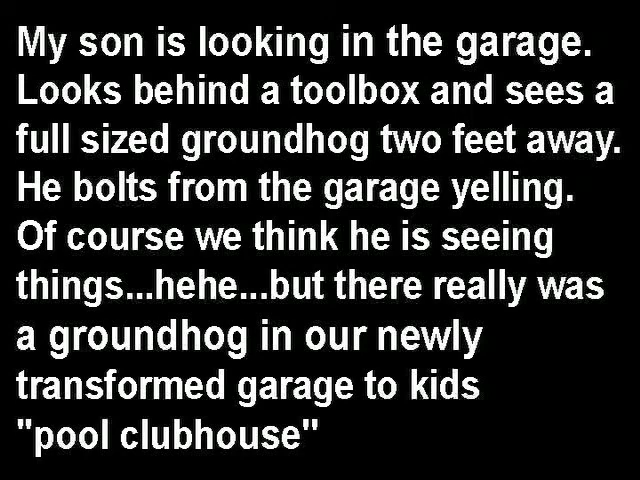 My son is looking in the garage.
Looks behind a toolbox and sees a
full sized groundhog two feet away.
He bolts from the garage yelling.
Of course we think he is seeing
things...hehe...but there really was
a groundhog in our newly
transformed garage to kids
"pool clubhouse"